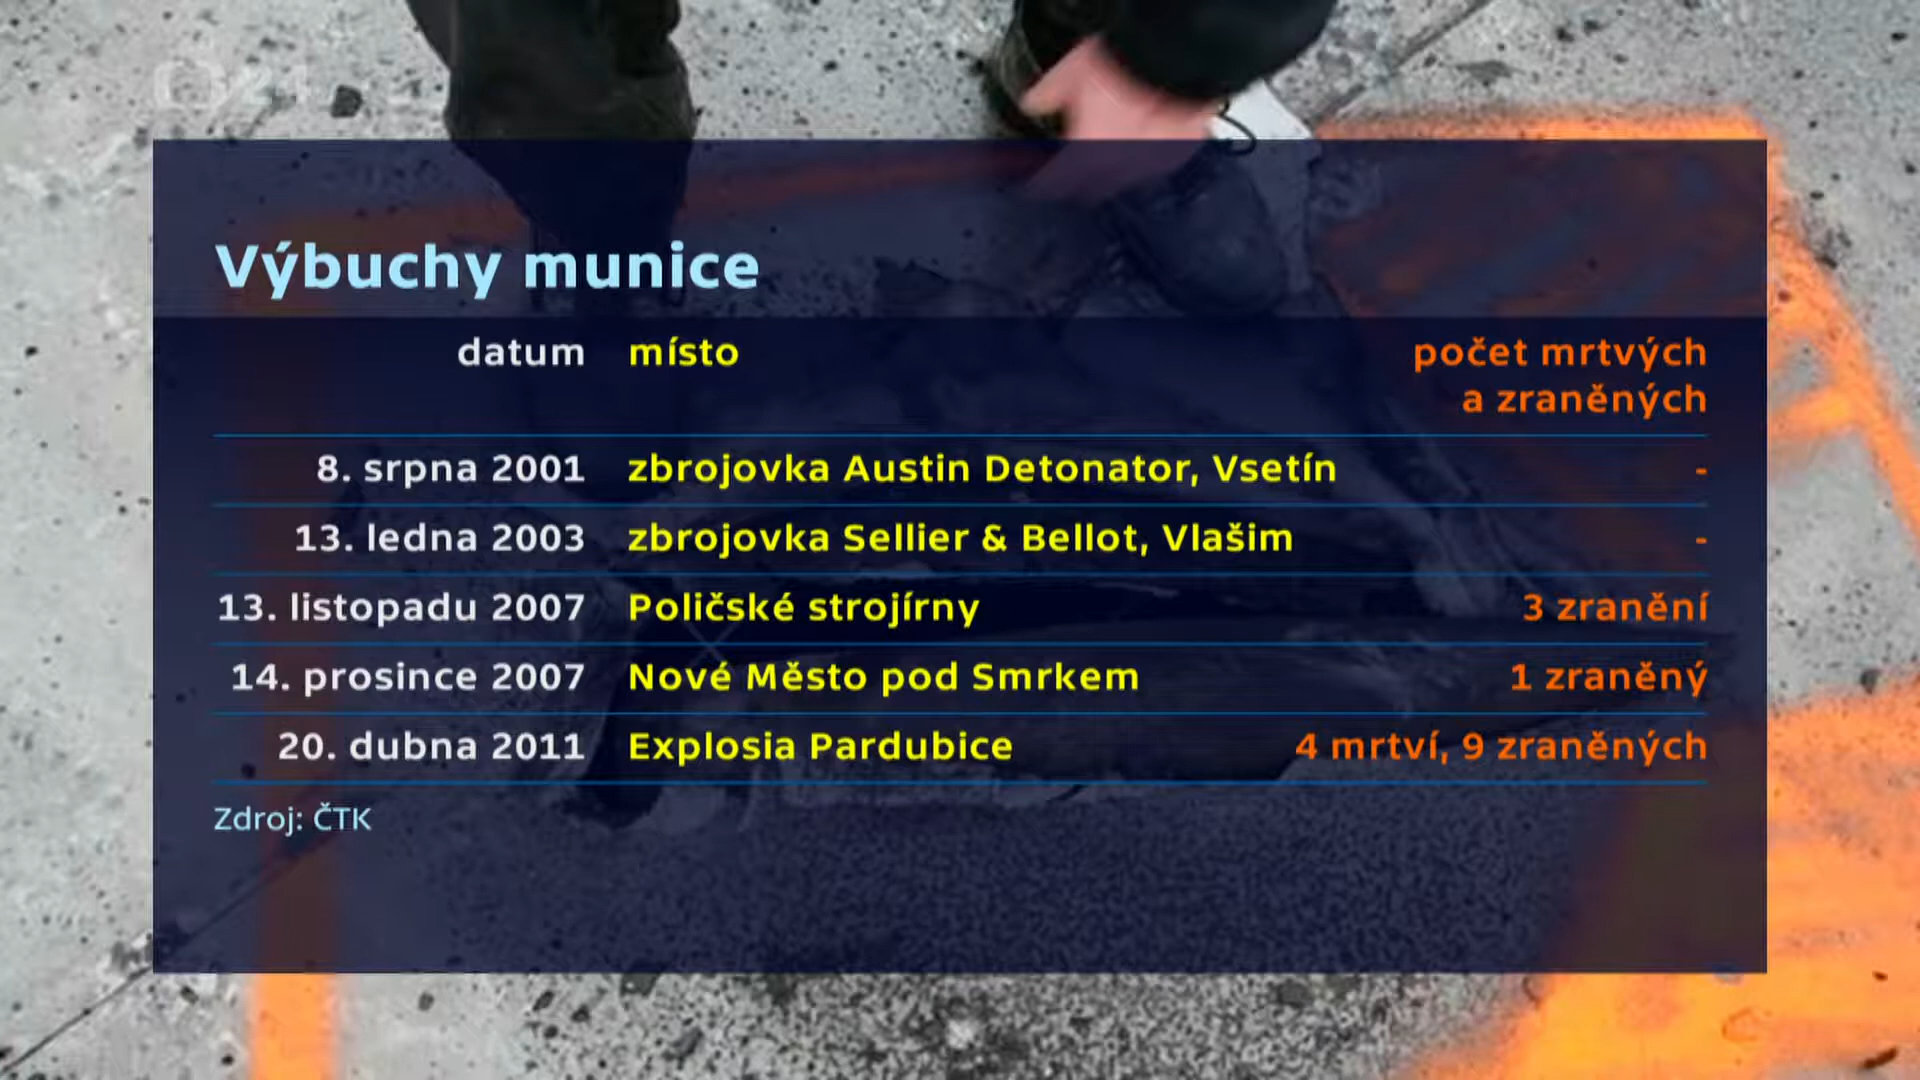 24
Výbuchy munice
datum místo počet mrtvých
a zraněných
8. srpna 2001 zbrojovka Austin Detonator, Vsetín -
13. ledna 2003 zbrojovka Sellier & Bellot, Vlašim -
13. listopadu 2007 Poličské strojírny 3 zranění
14. prosince 2007 Nové Město pod Smrkem 1 zraněný
20. dubna 2011 Explosia Pardubice 4 mrtví, 9 zraněných
Zdroj: ČTK